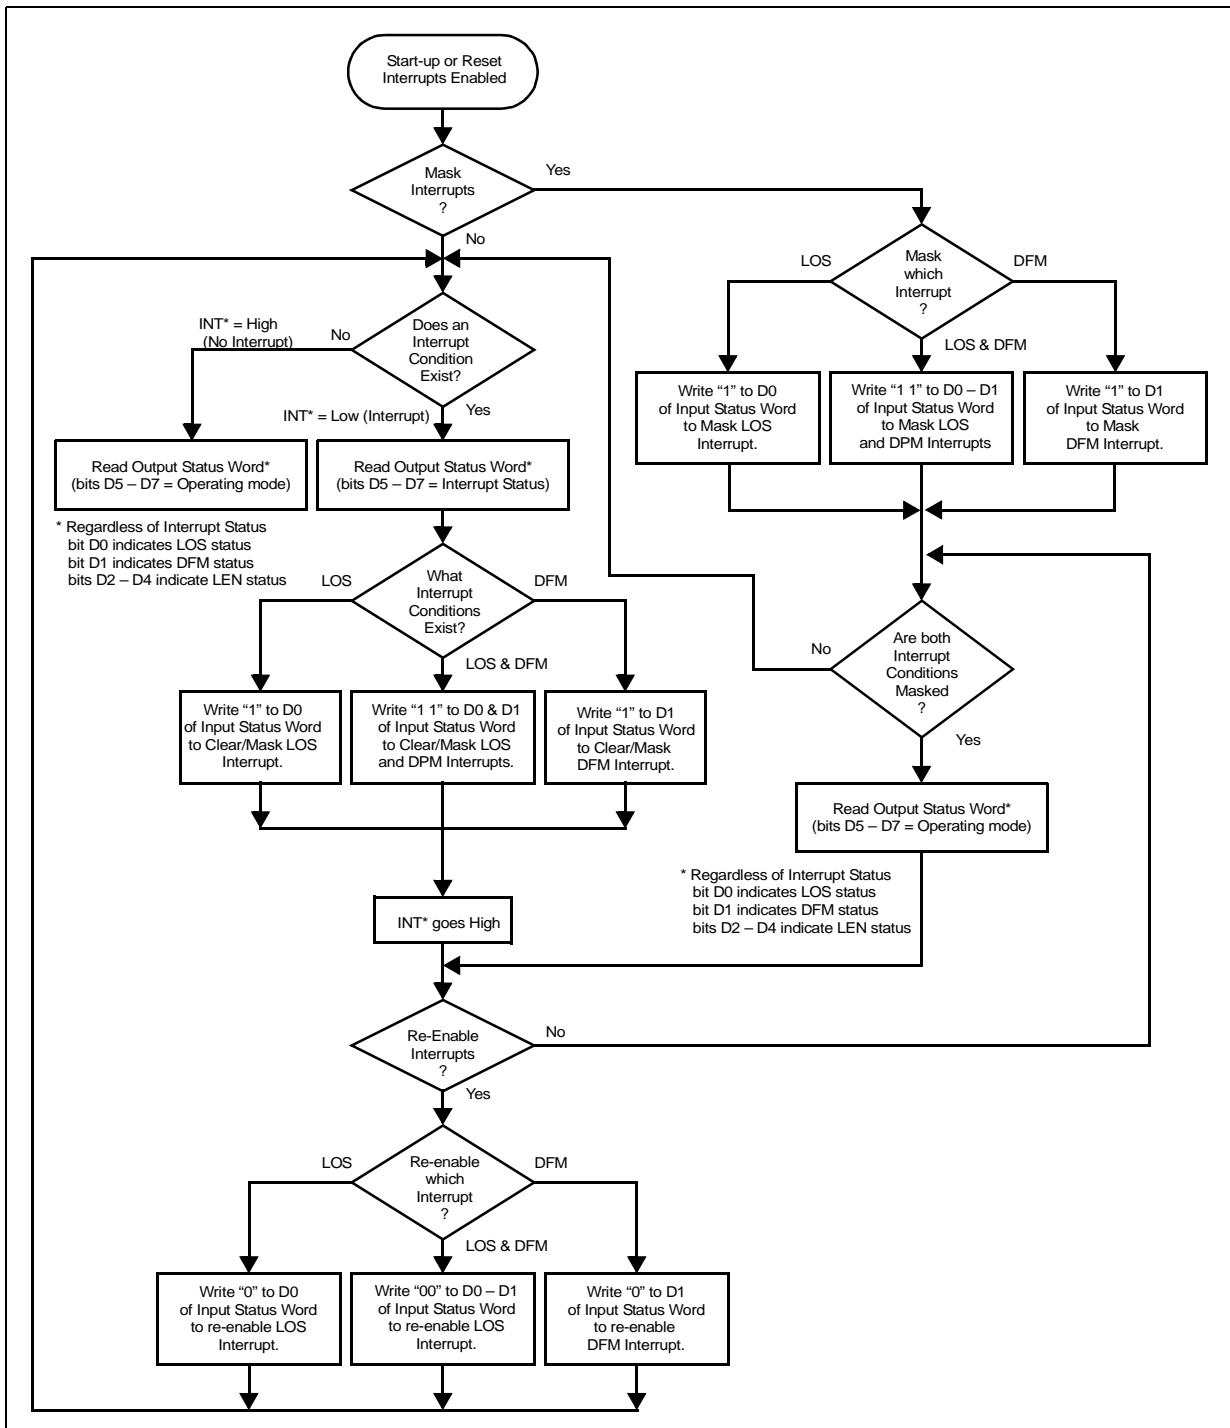 Start-up or Reset
Interrupts Enabled
Mask
Interrupts
?
Yes
No
Mask
which
Interrupt
?
LOS
DFM
LOS & DFM
Write “1” to D0
of Input Status Word
to Mask LOS
Interrupt.
Write “1 1” to D0 – D1
of Input Status Word
to Mask LOS
and DPM Interrupts
Write “1” to D1
of Input Status Word
to Mask
DFM Interrupt.
Does an
Interrupt
Condition
Exist?
INT* = High
(No Interrupt)
No
INT* = Low (Interrupt)
Yes
Read Output Status Word*
(bits D5 – D7 = Operating mode)
Read Output Status Word*
(bits D5 – D7 = Interrupt Status)
* Regardless of Interrupt Status
bit D0 indicates LOS status
bit D1 indicates DFM status
bits D2 – D4 indicate LEN status
What
Interrupt
Conditions
Exist?
LOS
DFM
LOS & DFM
Write “1” to D0
of Input Status Word
to Clear/Mask LOS
Interrupt.
Write “1 1” to D0 & D1
of Input Status Word
to Clear/Mask LOS
and DPM Interrupts.
Write “1” to D1
of Input Status Word
to Clear/Mask
DFM Interrupt.
Are both
Interrupt
Conditions
Masked
?
No
Yes
Read Output Status Word*
(bits D5 – D7 = Operating mode)
* Regardless of Interrupt Status
bit D0 indicates LOS status
bit D1 indicates DFM status
bits D2 – D4 indicate LEN status
INT* goes High
Re-Enable
Interrupts
?
No
Yes
Re-enable
which
Interrupt
?
LOS
DFM
LOS & DFM
Write “0” to D0
of Input Status Word
to re-enable LOS
Interrupt.
Write “00” to D0 – D1
of Input Status Word
to re-enable LOS
Interrupt.
Write “0” to D1
of Input Status Word
to re-enable
DFM Interrupt.